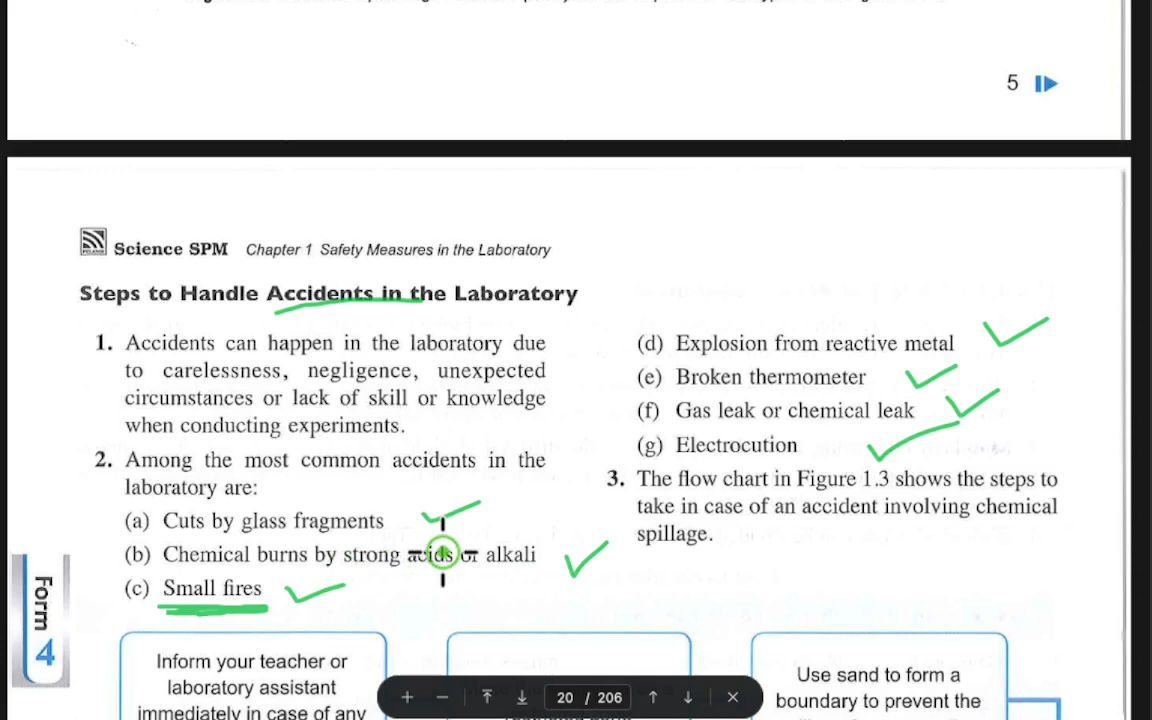 5
Science SPM Chapter 1 Safety Measures in the Laboratory
Steps to Handle Accidents in the Laboratory
1. Accidents can happen in the laboratory due
to carelessness, negligence, unexpected
circumstances or lack of skill or knowledge
when conducting experiments.
2. Among the most common accidents in the
laboratory are:
(a) Cuts by glass fragments
(b) Chemical burns by strong acids or alkali
(c) Small fires
(d) Explosion from reactive metal
(e) Broken thermometer
(f) Gas leak or chemical leak
(g) Electrocution
3. The flow chart in Figure 1.3 shows the steps to
take in case of an accident involving chemical
spillage.
Form 4
Inform your teacher or
laboratory assistant
immediately in case of any
Use sand to form a
boundary to prevent the
20 / 206